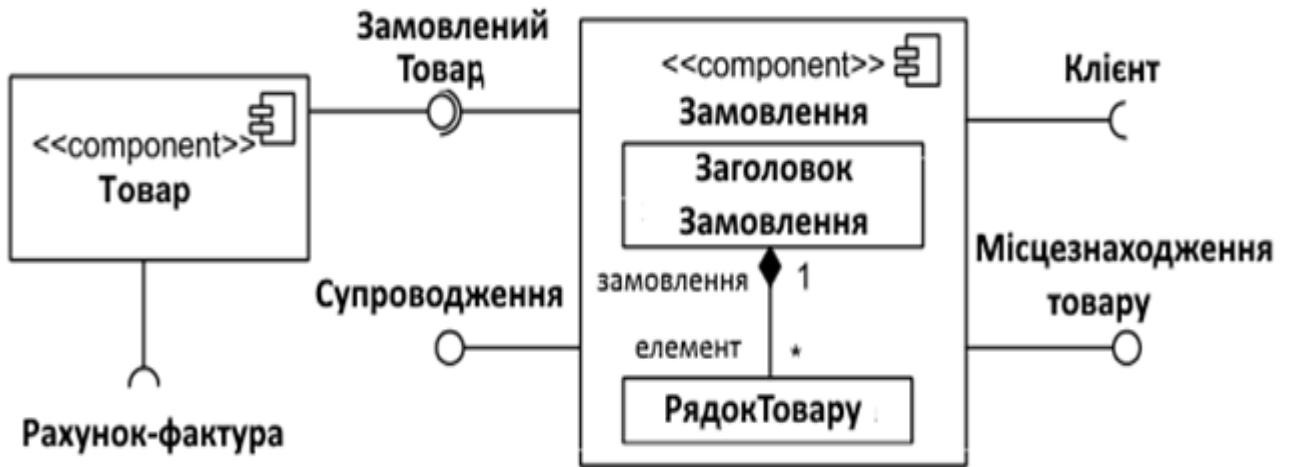 Замовлений
Товар
<<component>>
Товар
Рахунок-фактура
Супроводження
<<component>>
Замовлення
Заголовок
Замовлення
замовлення 1
елемент *
РядокТовару
Клієнт
Місцезнаходження
товару